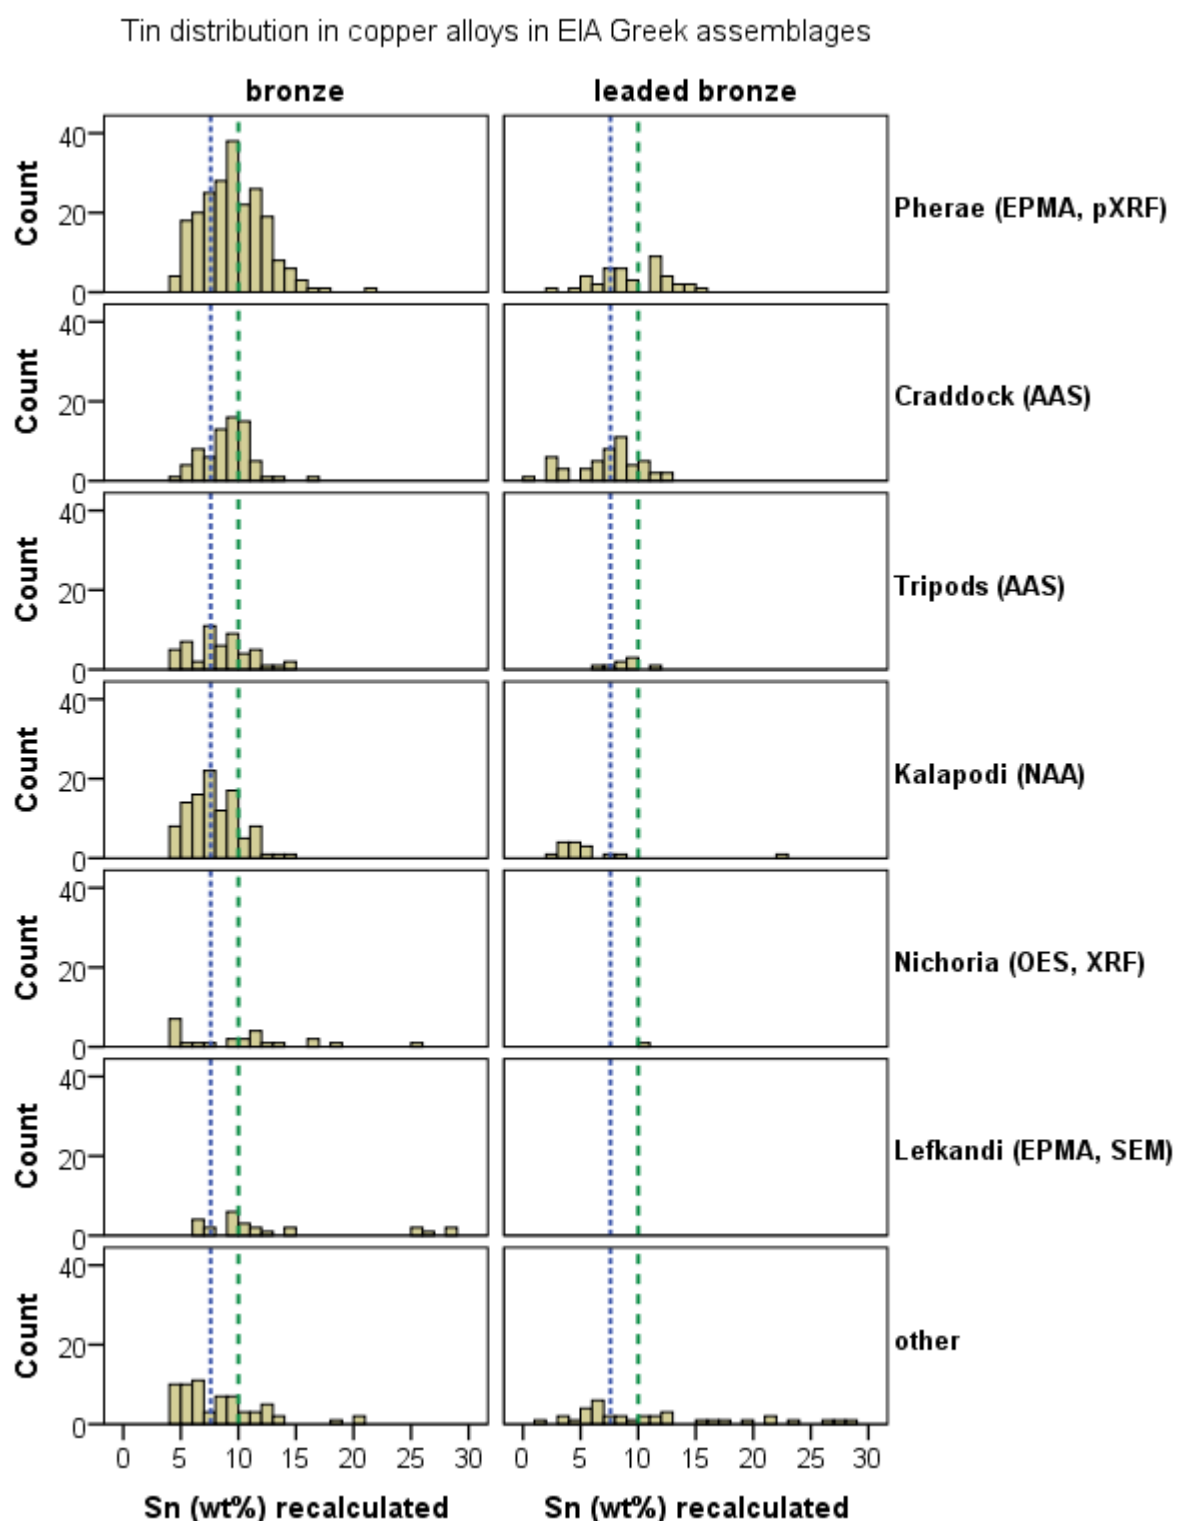 Tin distribution in copper alloys in EIA Greek assemblages
bronze leaded bronze
40
20
0
Count
Pherae (EPMA, pXRF)
40
20
0
Count
Craddock (AAS)
40
20
0
Count
Tripods (AAS)
40
20
0
Count
Kalapodi (NAA)
40
20
0
Count
Nichoria (OES, XRF)
40
20
0
Count
Lefkandi (EPMA, SEM)
40
20
0
Count
other
0 5 10 15 20 25 30 0 5 10 15 20 25 30
Sn (wt%) recalculated Sn (wt%) recalculated